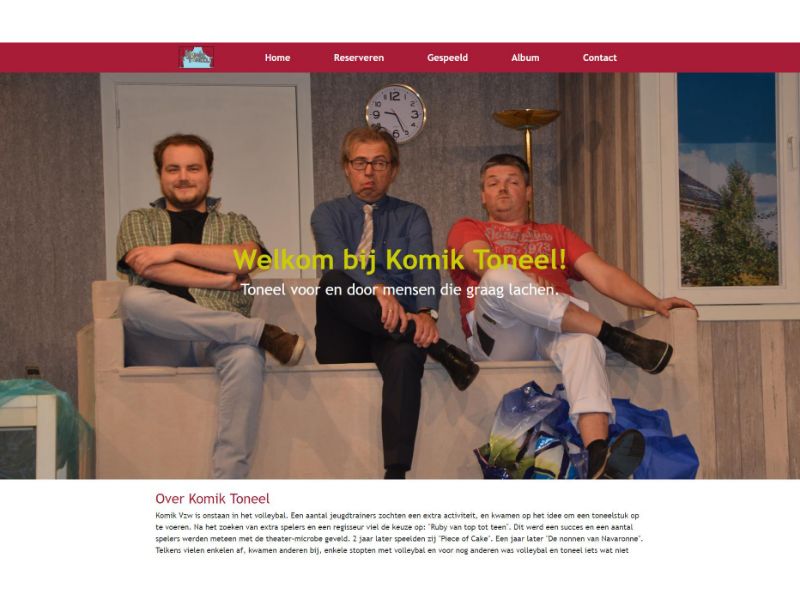 Home Reserveren Gespeeld Album Contact
Welkom bij Komik Toneel!
Toneel voor en door mensen die graag lachen.
Over Komik Toneel
Komik Vzw is onstaan in het volleybal. Een aantal jeugdtrainers zochten een extra activiteit, en kwamen op het idee om een toneelstuk op
te voeren. Na het zoeken van extra spelers en een regisseur viel de keuze op: "Ruby van top tot teen". Dit werd een succes en een aantal
spelers werden meteen met de theater-microbe geveld. 2 jaar later speelden zij "Piece of Cake". Een jaar later "De nonnen van Navaronne".
Telkens vielen enkelen af, kwamen anderen bij, enkele stopten met volleybal en voor nog anderen was volleybal en toneel iets wat niet